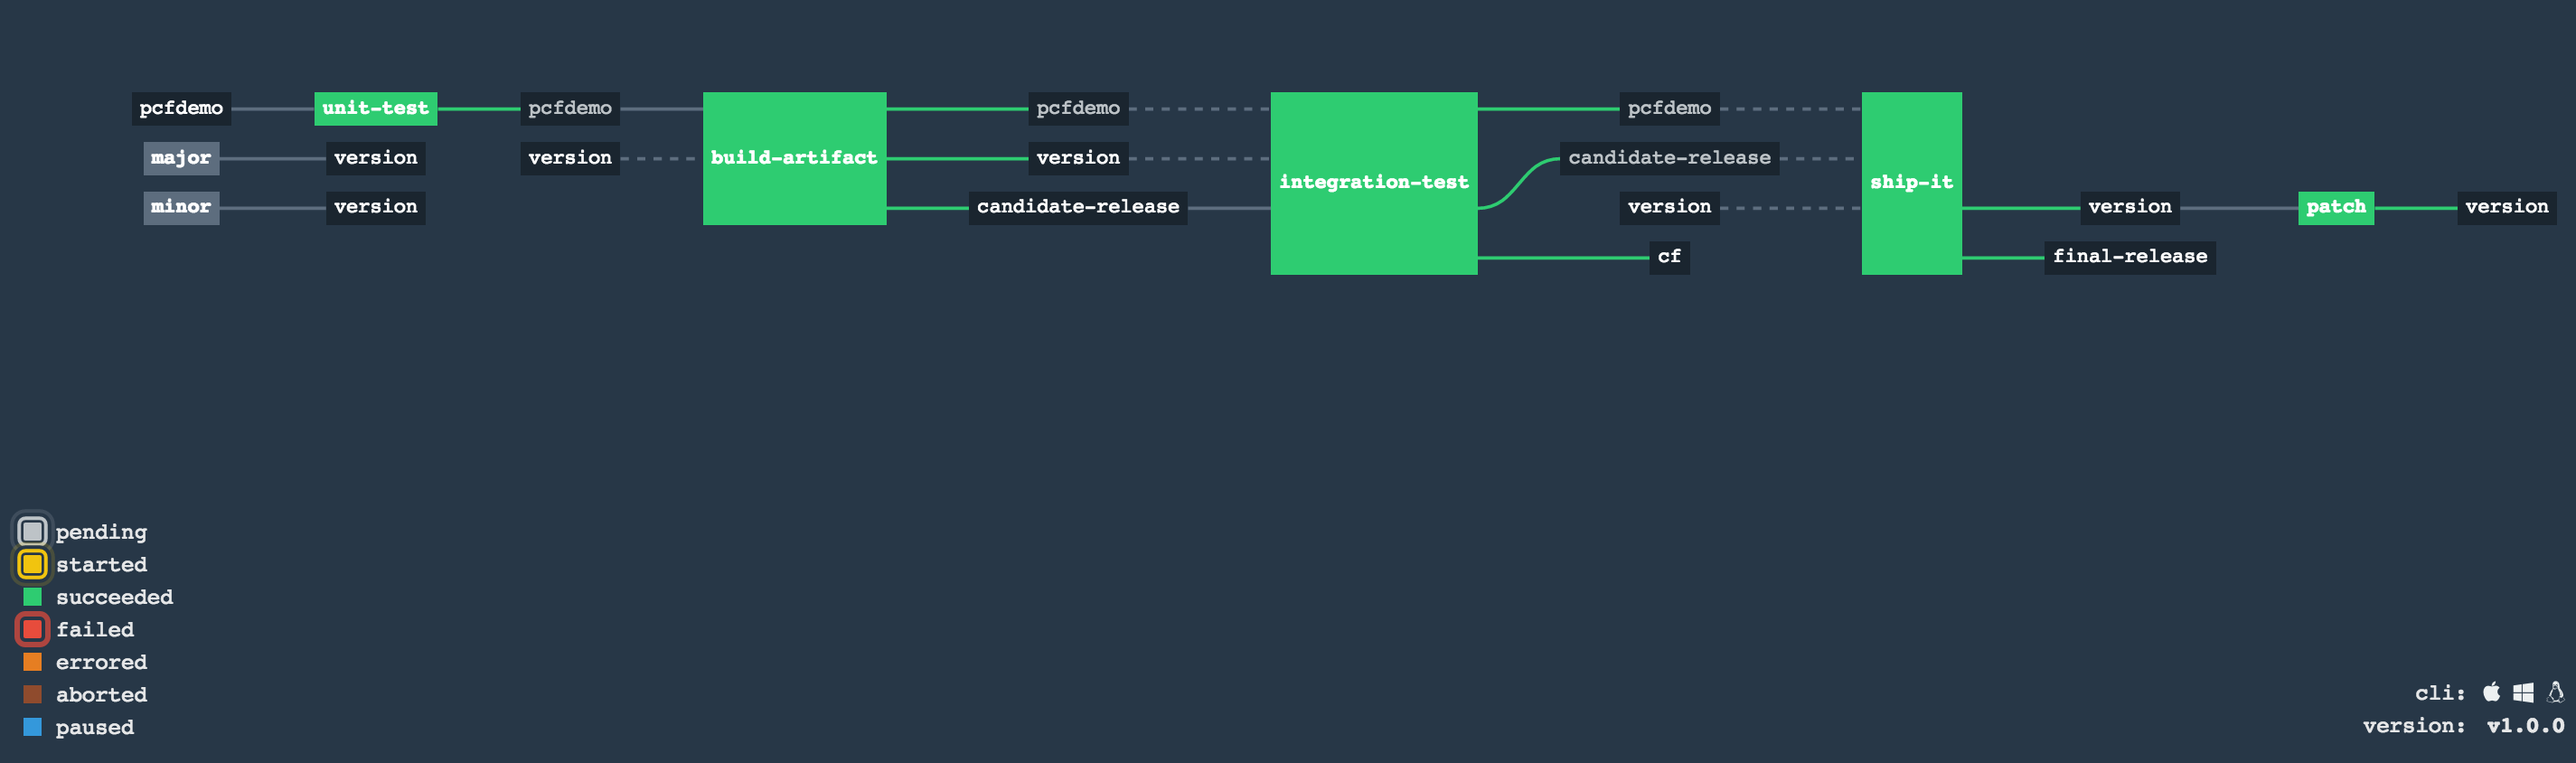 pcfdemo unit-test pcfdemo build-artifact pcfdemo integration-test pcfdemo ship-it
major version version version candidate-release
minor version candidate-release version version patch version
cf final-release
pending
started
succeeded
failed
errored
aborted
paused
cli:
version: v1.0.0